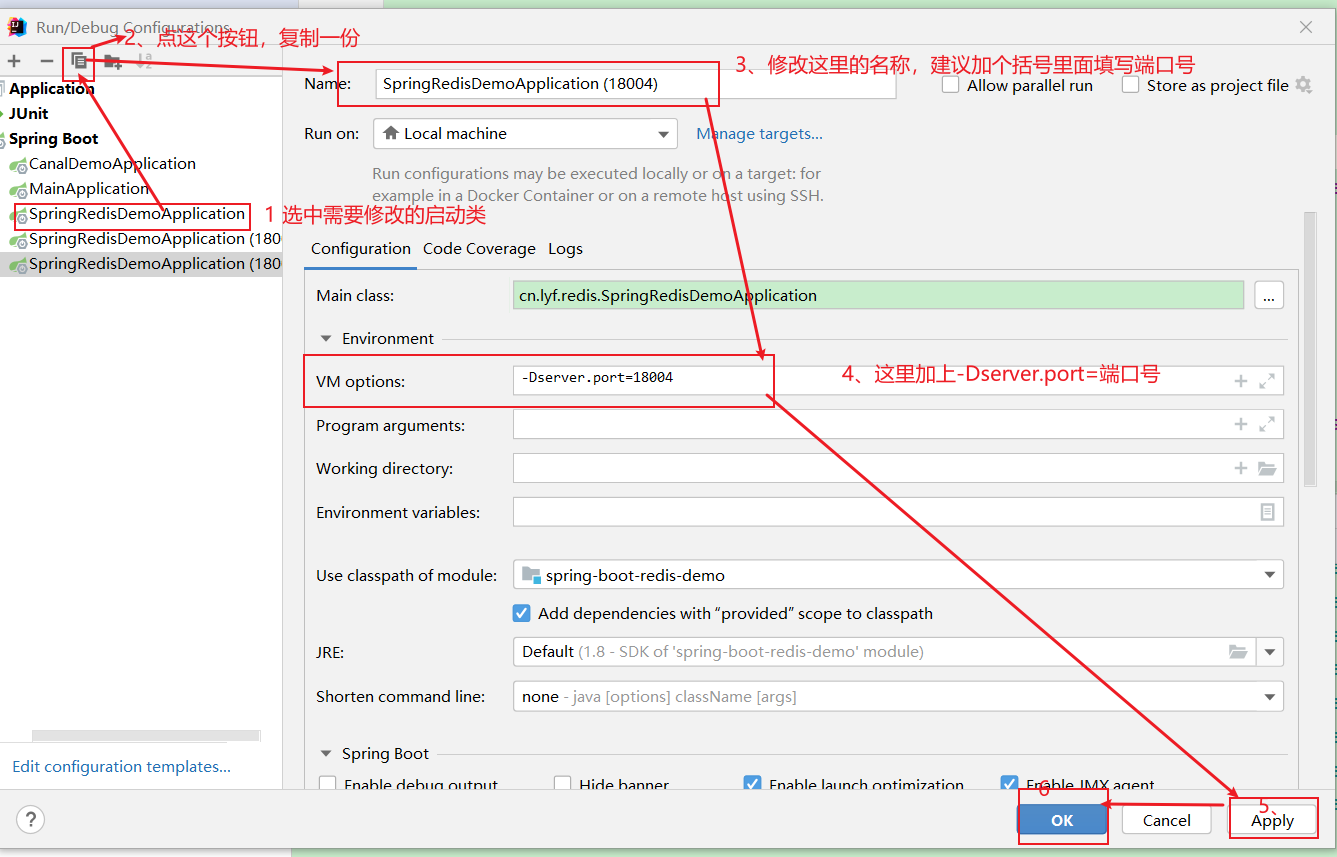 Run/Debug Configurations
2、点这个按钮，复制一份
3、修改这里的名称，建议加个括号里面填写端口号
Name: SpringRedisDemoApplication (18004)
Allow parallel run
Store as project file
Application
JUnit
Spring Boot
CanalDemoApplication
MainApplication
SpringRedisDemoApplication
SpringRedisDemoApplication (180
SpringRedisDemoApplication (180
1 选中需要修改的启动类
Run on: Local machine
Manage targets...
Run configurations may be executed locally or on a target: for
example in a Docker Container or on a remote host using SSH.
Configuration Code Coverage Logs
Main class: cn.lyf.redis.SpringRedisDemoApplication ...
Environment
VM options: -Dserver.port=18004
4、这里加上-Dserver.port=端口号
Program arguments:
Working directory:
Environment variables:
Use classpath of module: spring-boot-redis-demo
Add dependencies with “provided” scope to classpath
JRE: Default (1.8 - SDK of 'spring-boot-redis-demo' module)
Shorten command line: none - java [options] className [args]
Spring Boot
Enable debug output Hide banner Enable launch optimization Enable JMX agent
Edit configuration templates...
6
5、
?
OK Cancel Apply